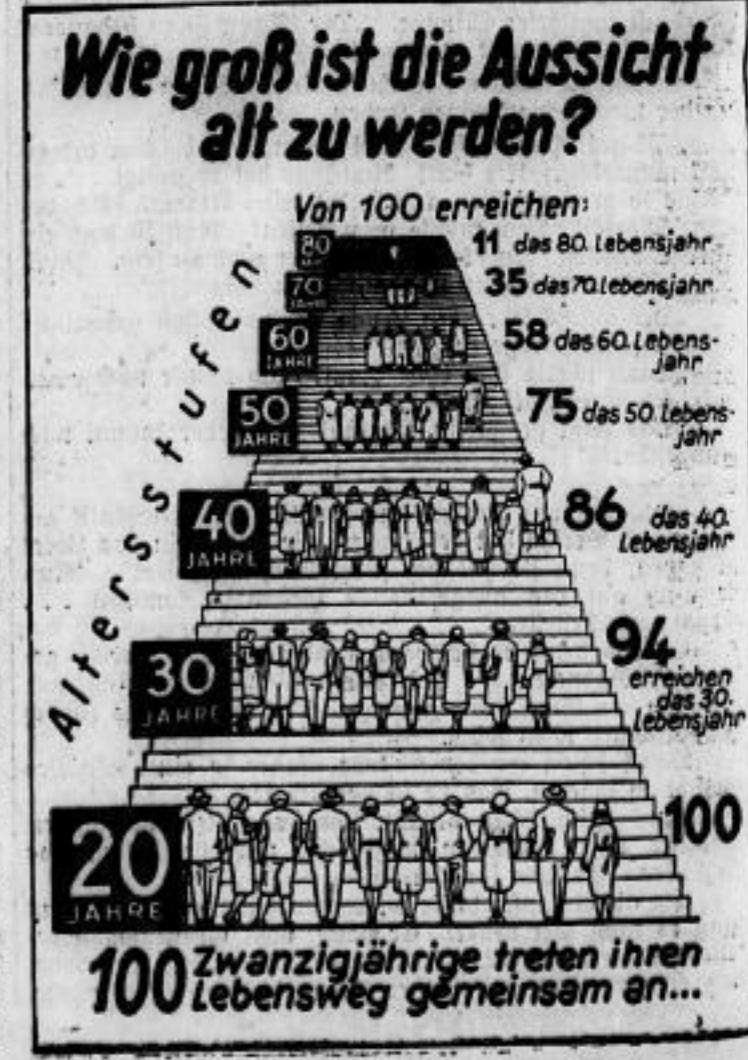 Wie groß ist die Aussicht
alt zu werden?
Von 100 erreichen:
80
JAHRE
11 das 80. Lebensjahr
70
JAHRE
35 das 70. Lebensjahr
60
JAHRE
58 das 60. Lebens-
jahr
50
JAHRE
75 das 50. Lebens-
jahr
40
JAHRE
86 das 40.
Lebensjahr
30
JAHRE
94
erreichen
das 30.
Lebensjahr
20
JAHRE
100
Altersstufen
100 Zwanzigjährige treten ihren
Lebensweg gemeinsam an...